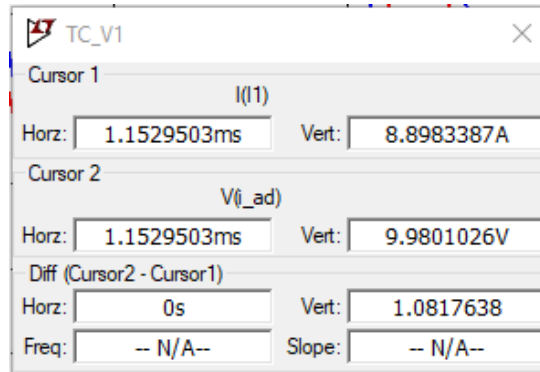 TC_V1
Cursor 1
I(I1)
Horz: 1.1529503ms Vert: 8.8983387A
Cursor 2
V(i_ad)
Horz: 1.1529503ms Vert: 9.9801026V
Diff (Cursor2 - Cursor1)
Horz: 0s Vert: 1.0817638
Freq: -- N/A-- Slope: -- N/A--